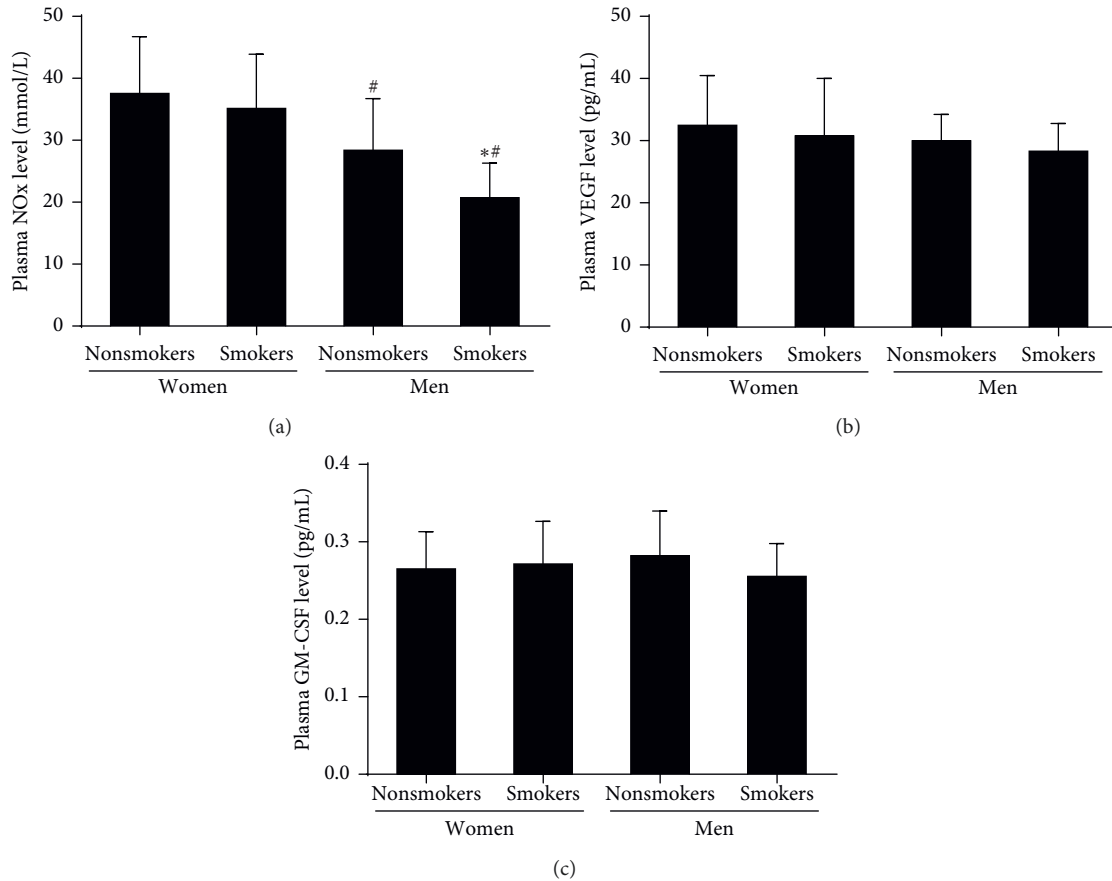 Plasma NOx level (mmol/L)
50
40
30
20
10
0
#
*#
Nonsmokers Smokers Nonsmokers Smokers
Women Men
(a)
Plasma VEGF level (pg/mL)
50
40
30
20
10
0
Nonsmokers Smokers Nonsmokers Smokers
Women Men
(b)
Plasma GM-CSF level (pg/mL)
0.4
0.3
0.2
0.1
0.0
Nonsmokers Smokers Nonsmokers Smokers
Women Men
(c)